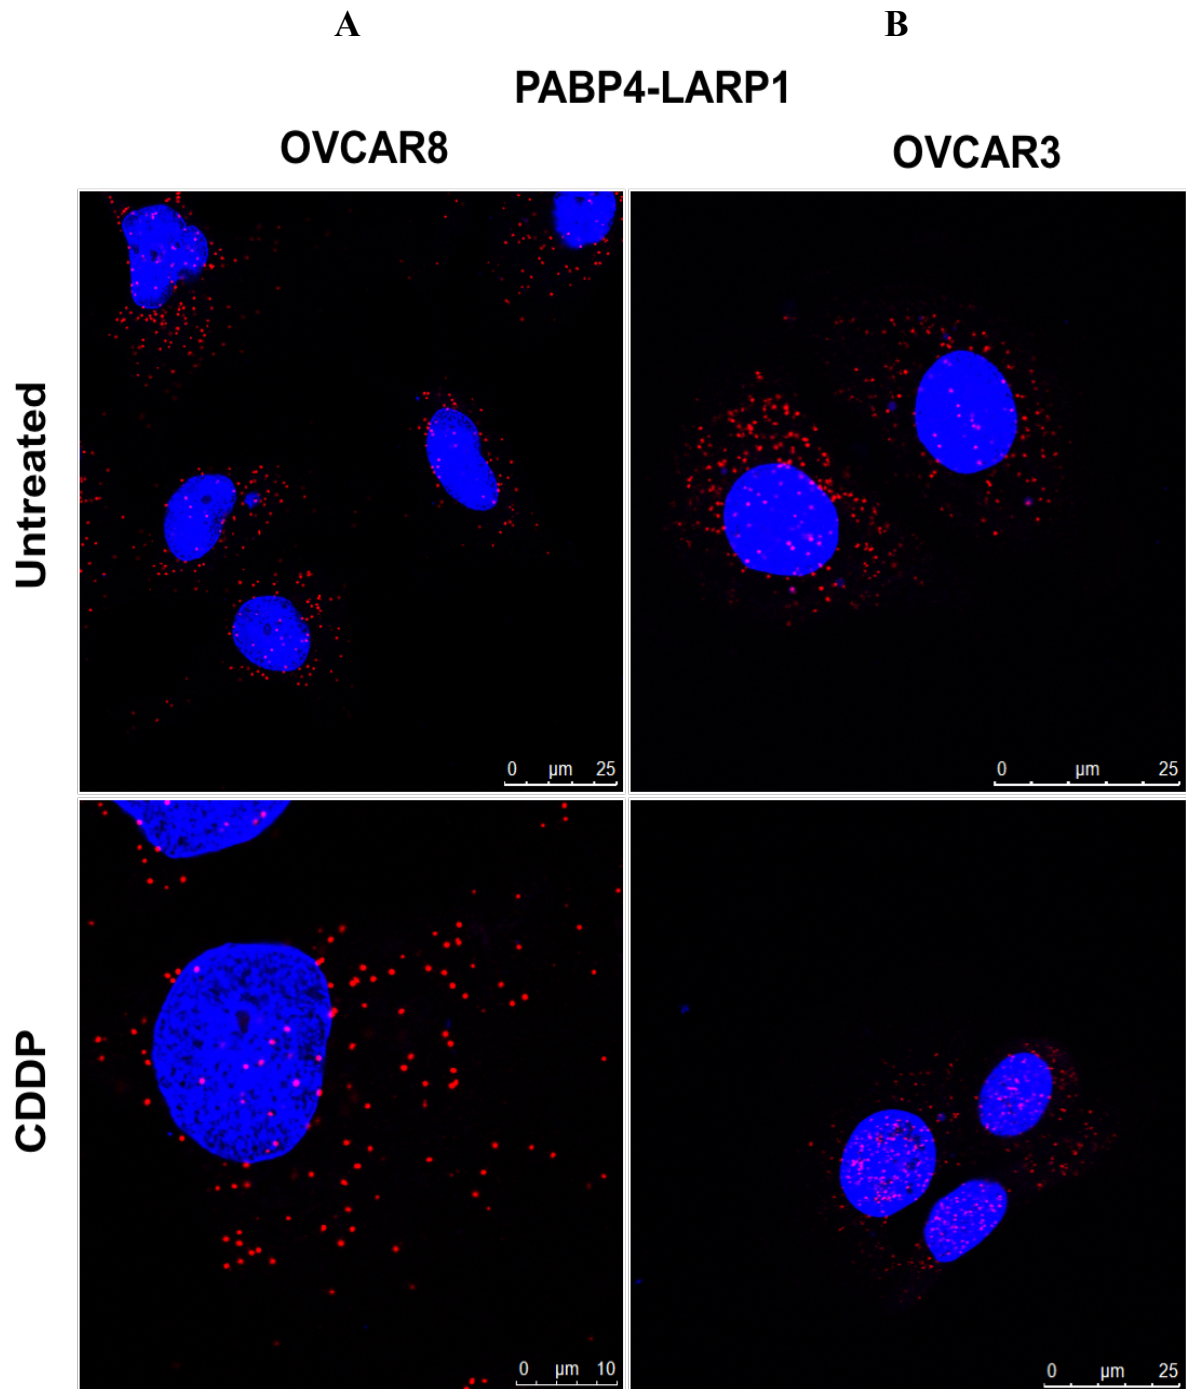 A B
PABP4-LARP1
OVCAR8 OVCAR3
Untreated
0 µm 25 0 µm 25
CDDP
0 µm 10 0 µm 25